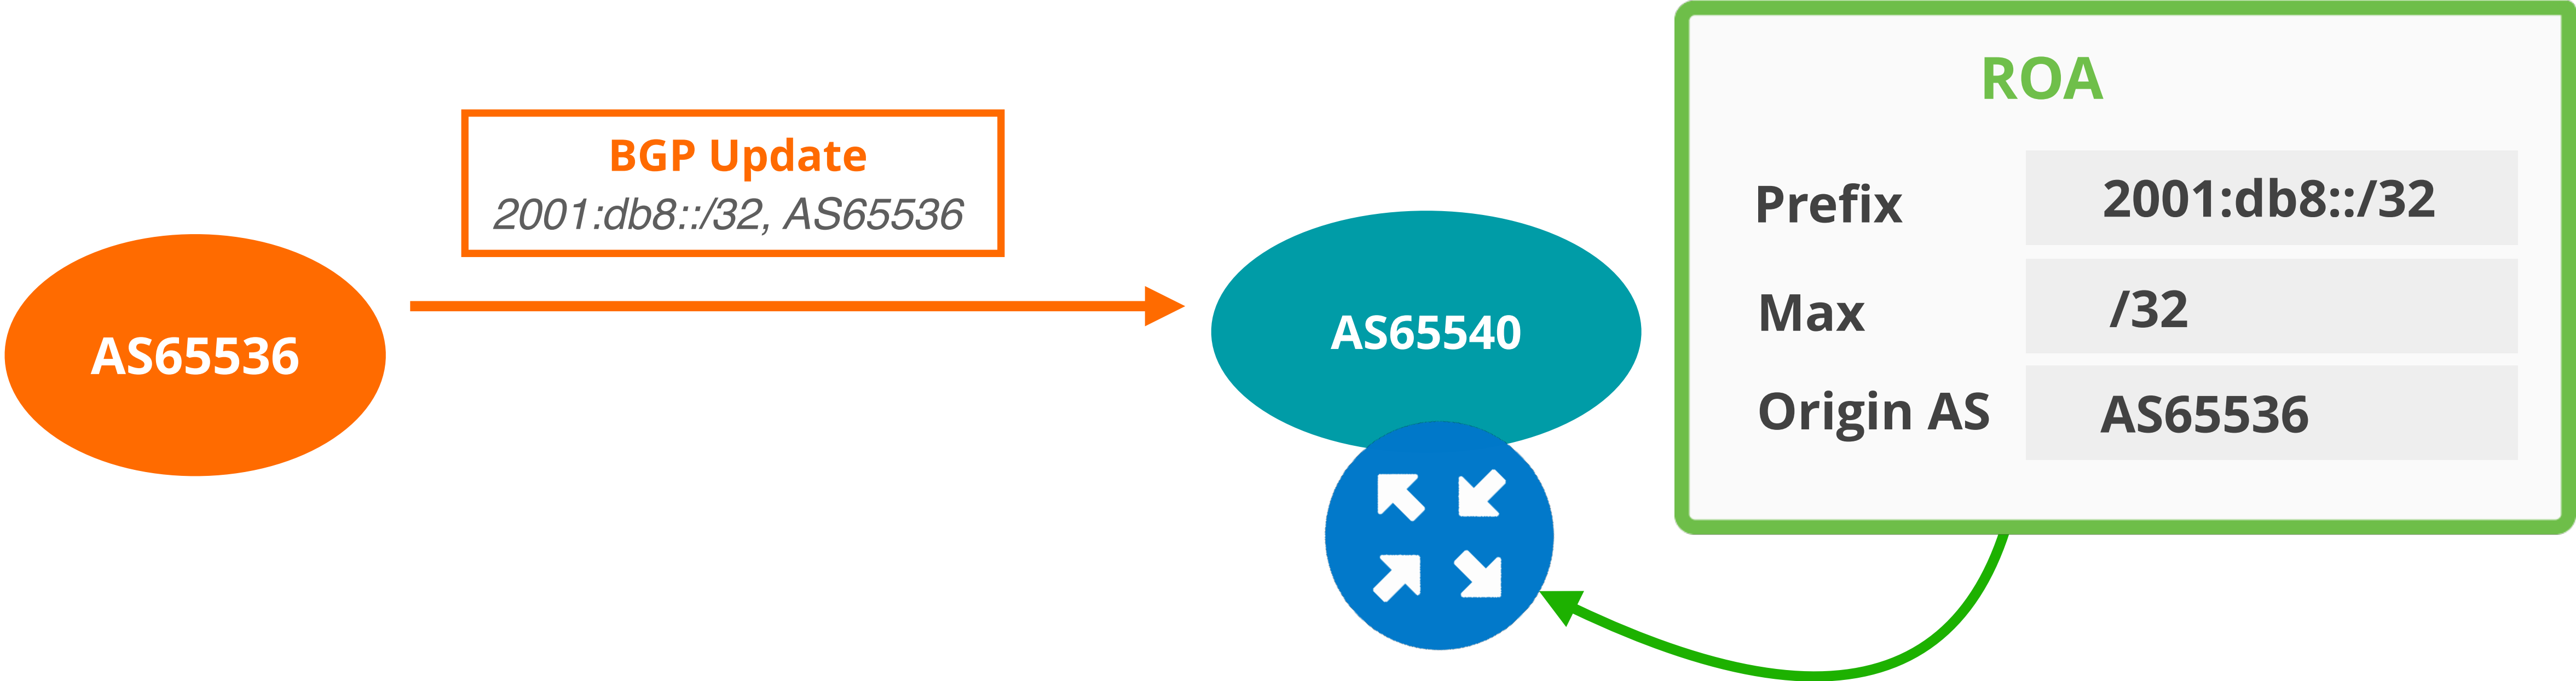 BGP Update
2001:db8::/32, AS65536
AS65536
AS65540
ROA
Prefix 2001:db8::/32
Max /32
Origin AS AS65536